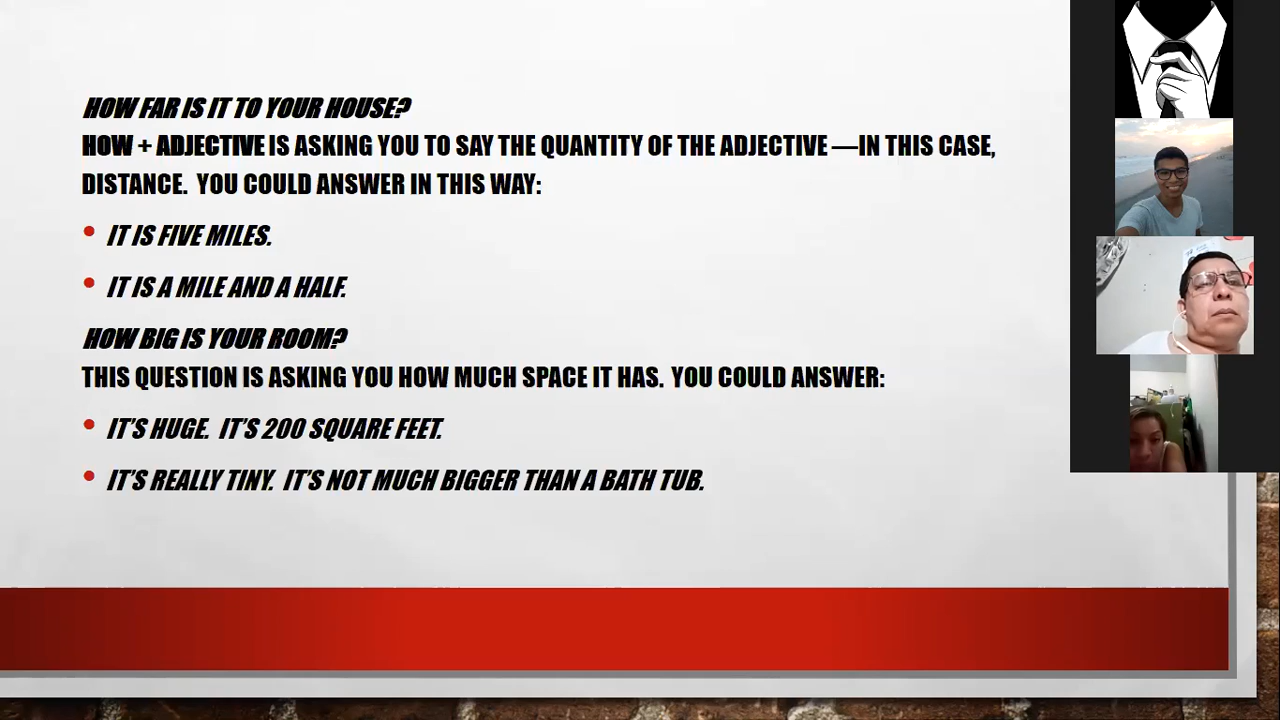 HOW FAR IS IT TO YOUR HOUSE?
HOW + ADJECTIVE IS ASKING YOU TO SAY THE QUANTITY OF THE ADJECTIVE —IN THIS CASE,
DISTANCE. YOU COULD ANSWER IN THIS WAY:
• IT IS FIVE MILES.
• IT IS A MILE AND A HALF.
HOW BIG IS YOUR ROOM?
THIS QUESTION IS ASKING YOU HOW MUCH SPACE IT HAS. YOU COULD ANSWER:
• IT'S HUGE. IT'S 200 SQUARE FEET.
• IT'S REALLY TINY. IT'S NOT MUCH BIGGER THAN A BATH TUB.